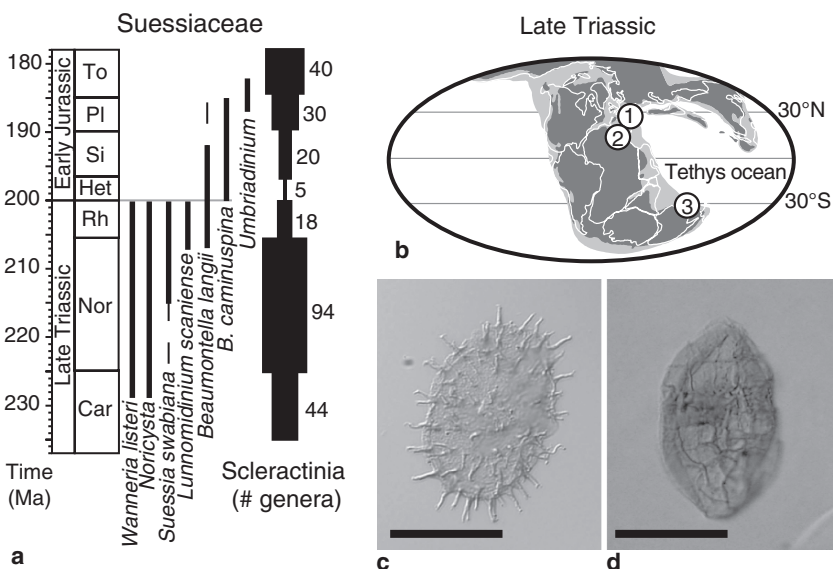 Suessiaceae
180
190
200
210
220
230
Time
(Ma)
Early Jurassic
Late Triassic
To
Pl
Si
Het
Rh
Nor
Car
Wanneria listeri
Noricysta
Suessia swabiana
Lunnomidinium scaniense
Beaumontella langii
B. caminuspina
Umbriadinium
40
30
20
5
18
94
44
Scleractinia
(# genera)
a
Late Triassic
1
2
3
30°N
Tethys ocean
30°S
b
c
d